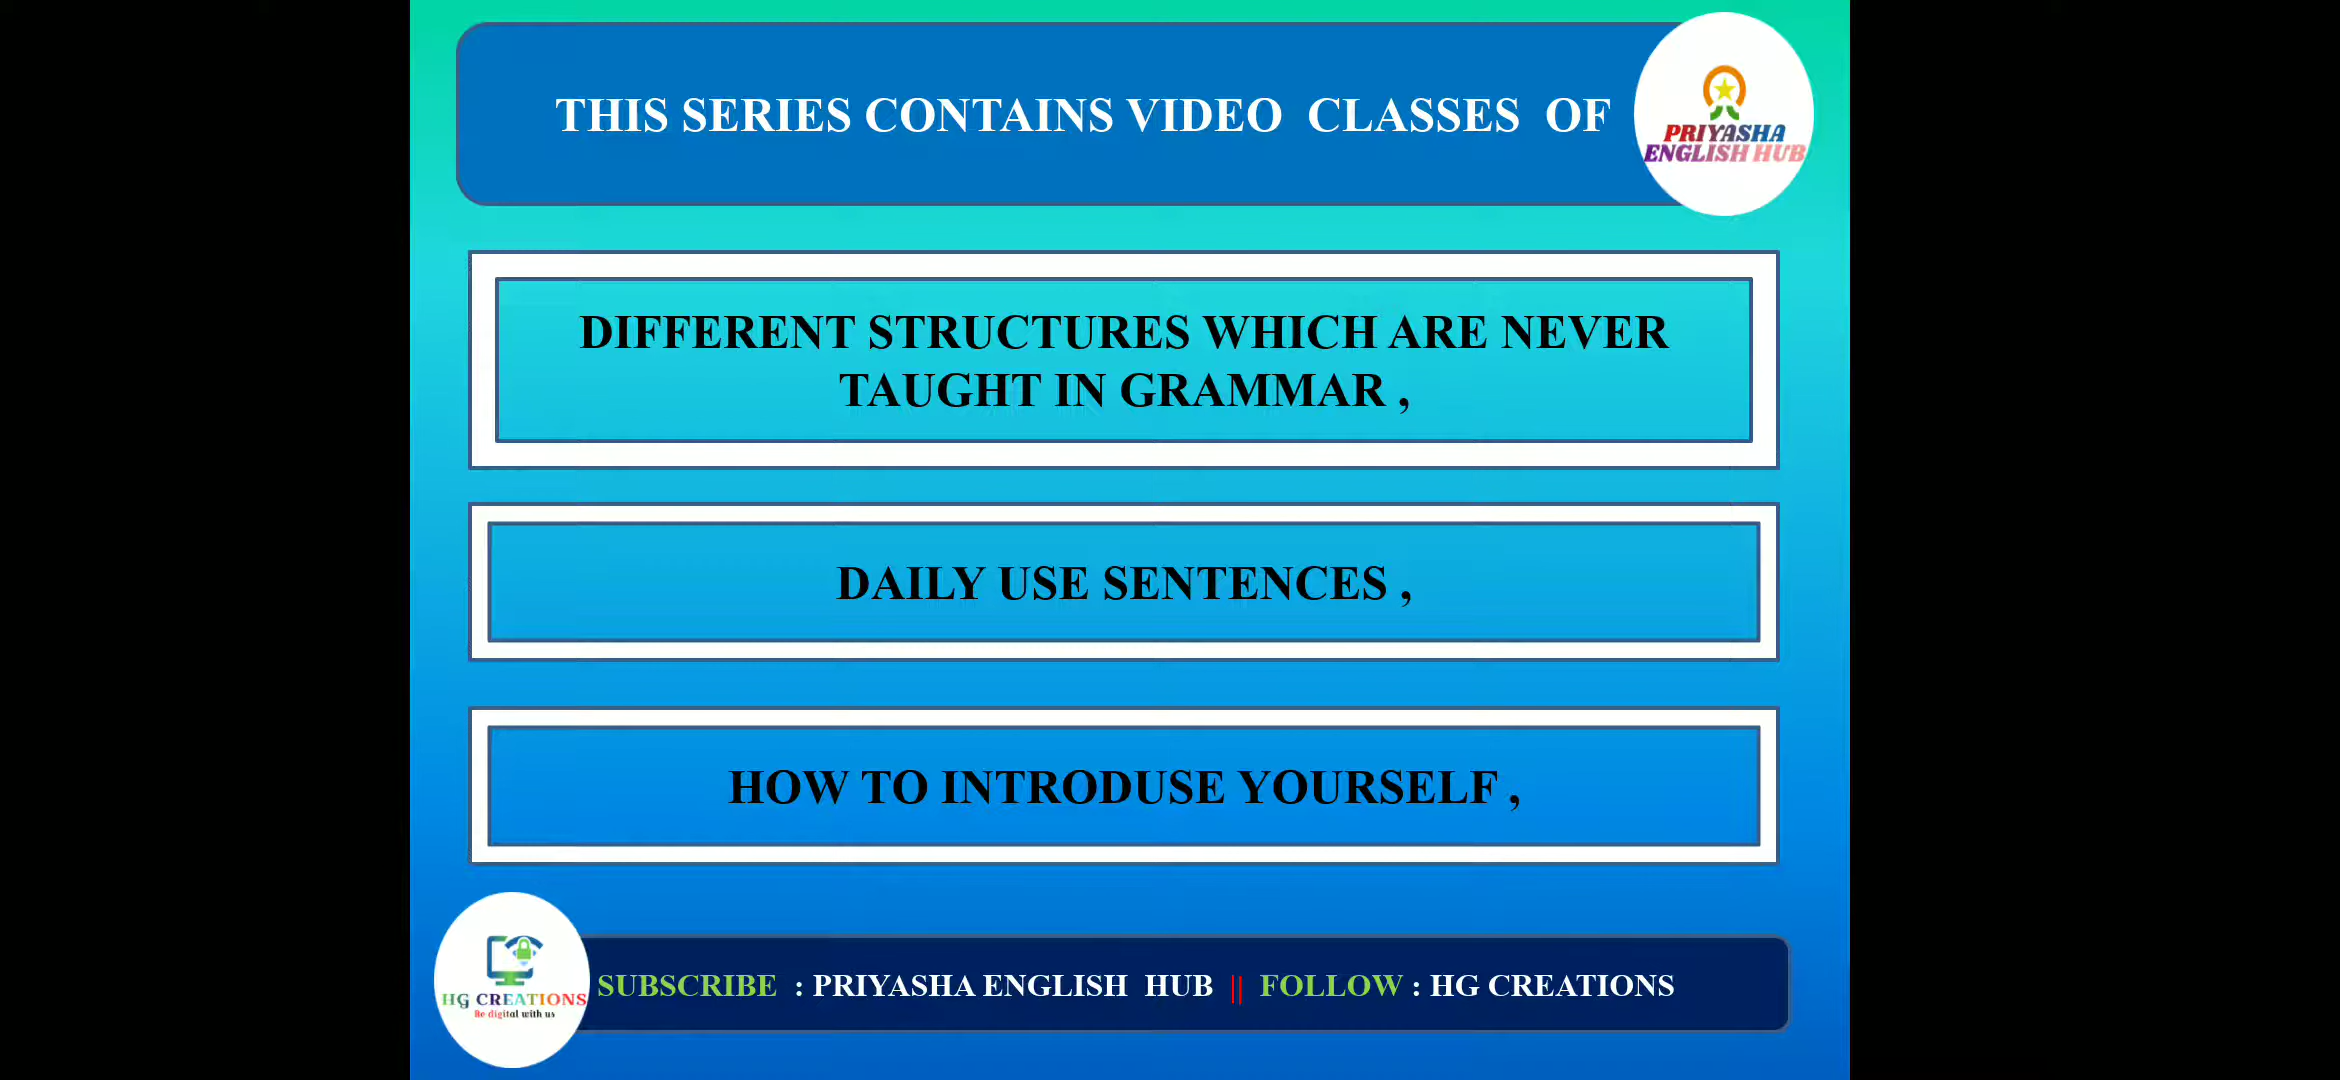 THIS SERIES CONTAINS VIDEO CLASSES OF
PRIYASHA
ENGLISH HUB
DIFFERENT STRUCTURES WHICH ARE NEVER
TAUGHT IN GRAMMAR ,
DAILY USE SENTENCES ,
HOW TO INTRODUSE YOURSELF ,
HG CREATIONS
Be digital with us
SUBSCRIBE : PRIYASHA ENGLISH HUB || FOLLOW : HG CREATIONS